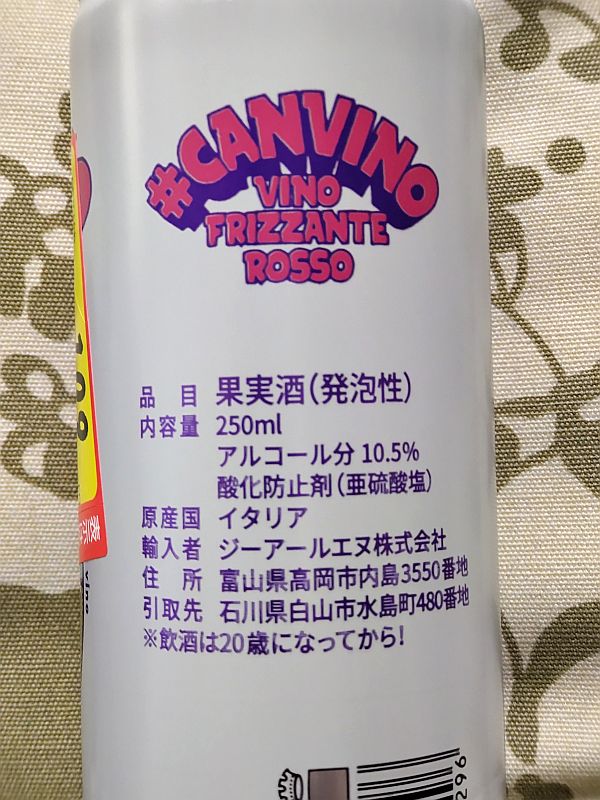 #CANVINO
VINO
FRIZZANTE
ROSSO
品 目 果実酒(発泡性)
内容量 250ml
アルコール分 10.5%
酸化防止剤(亜硫酸塩)
原産国 イタリア
輸入者 ジーアールエヌ株式会社
住 所 富山県高岡市内島3550番地
引取先 石川県白山市水島町480番地
※飲酒は20歳になってから!
vino
296